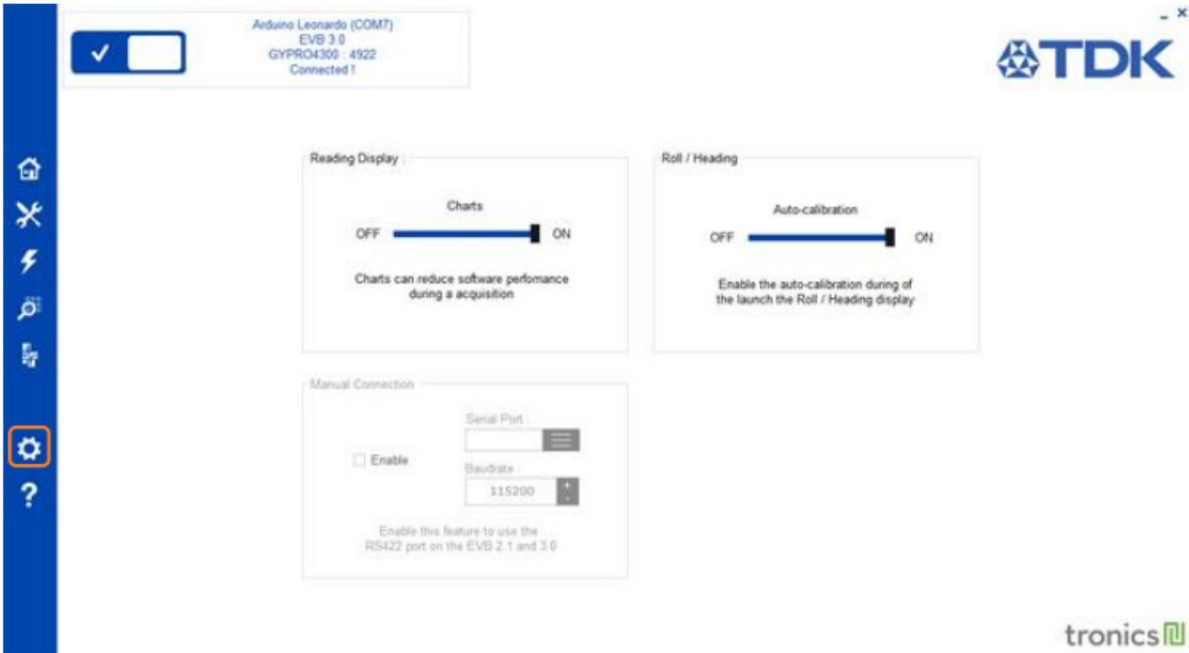 Arduino Leonardo (COM7)
EVB 3.0
GYPRO4300 : 4922
Connected !
TDK
Reading Display :
Charts
OFF ON
Charts can reduce software perfomance
during a acquisition
Roll / Heading
Auto-calibration
OFF ON
Enable the auto-calibration during of
the launch the Roll / Heading display
Manual Connection
Serial Port :
Enable
Baudrate
115200
+
-
Enable this feature to use the
RS422 port on the EVB 2.1 and 3.0
?
tronics